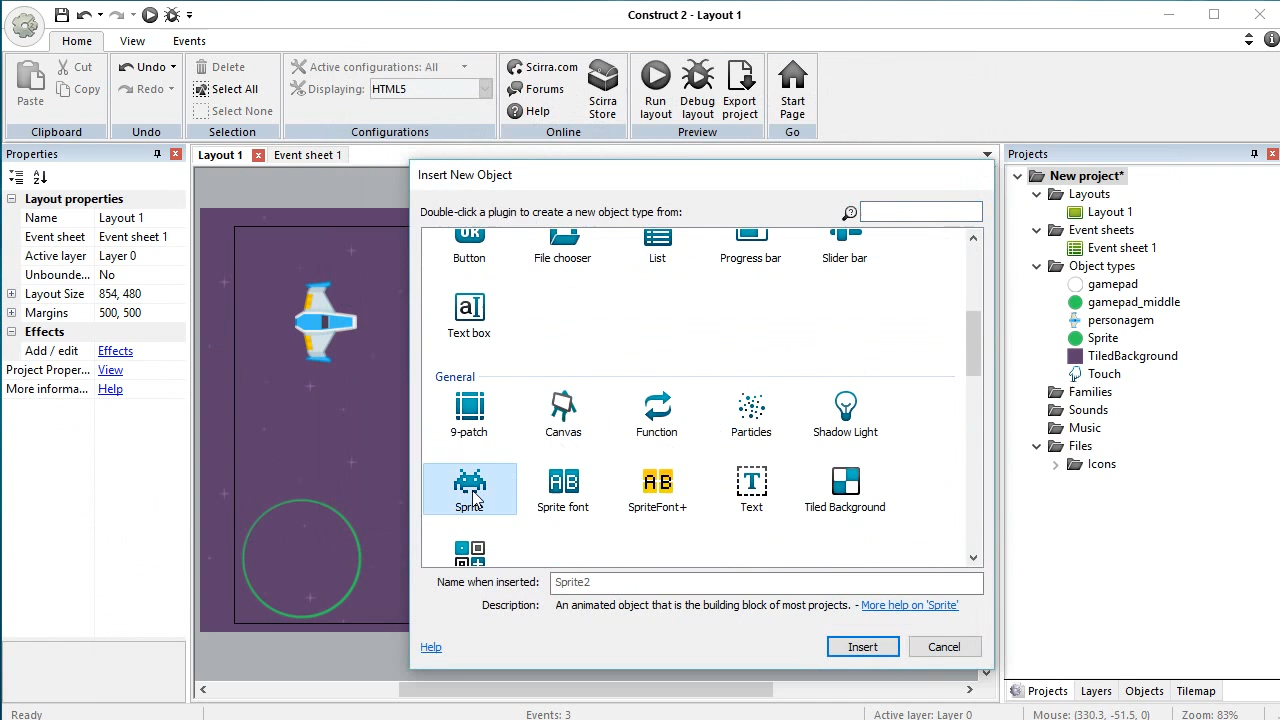 Construct 2 - Layout 1
Home View Events
Paste Cut Copy Clipboard
Undo Redo Undo
Delete Select All Select None Selection
Active configurations: All
Displaying: HTML5
Configurations
Scirra.com Forums Help Scirra Store Online
Run layout Debug layout Export project Preview
Start Page Go
Properties
Layout 1 Event sheet 1
Layout properties
Name Layout 1
Event sheet Event sheet 1
Active layer Layer 0
Unbounde... No
Layout Size 854, 480
Margins 500, 500
Effects
Add / edit Effects
Project Proper... View
More informa... Help
Insert New Object
Double-click a plugin to create a new object type from:
OK
Button File chooser List Progress bar Slider bar
aI
Text box
General
9-patch Canvas Function Particles Shadow Light
AB AB T
Sprite Sprite font SpriteFont+ Text Tiled Background
Name when inserted: Sprite2
Description: An animated object that is the building block of most projects. - More help on 'Sprite'
Help Insert Cancel
Projects
New project*
Layouts
Layout 1
Event sheets
Event sheet 1
Object types
gamepad
gamepad_middle
personagem
Sprite
TiledBackground
Touch
Families
Sounds
Music
Files
Icons
Projects Layers Objects Tilemap
Ready Events: 3 Active layer: Layer 0 Mouse: (330.3, -51.5, 0) Zoom: 83%